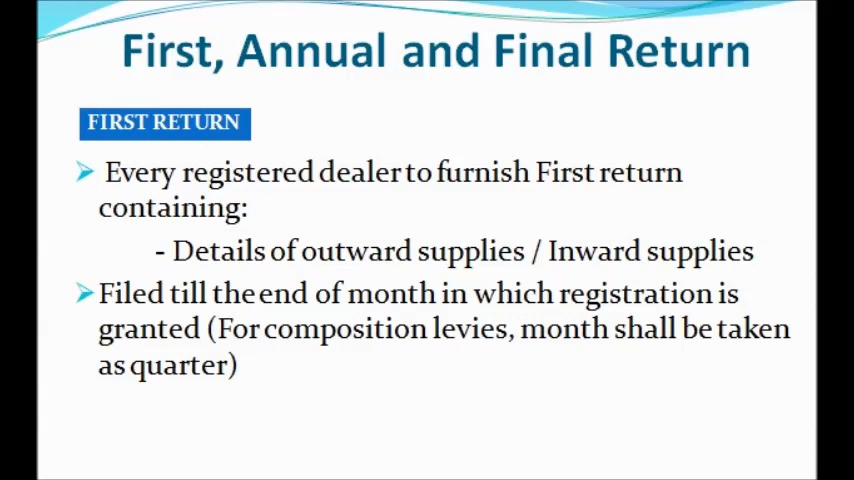 First, Annual and Final Return
FIRST RETURN
Every registered dealer to furnish First return
containing:
- Details of outward supplies / Inward supplies
Filed till the end of month in which registration is
granted (For composition levies, month shall be taken
as quarter)